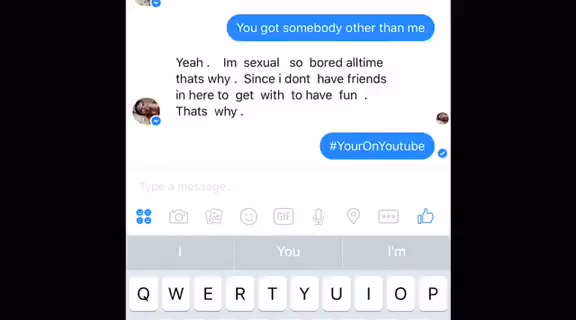 You got somebody other than me
Yeah . Im sexual so bored alltime
thats why . Since i dont have friends
in here to get with to have fun .
Thats why .
#YourOnYoutube
Type a message...
GIF
I You I'm
Q W E R T Y U I O P